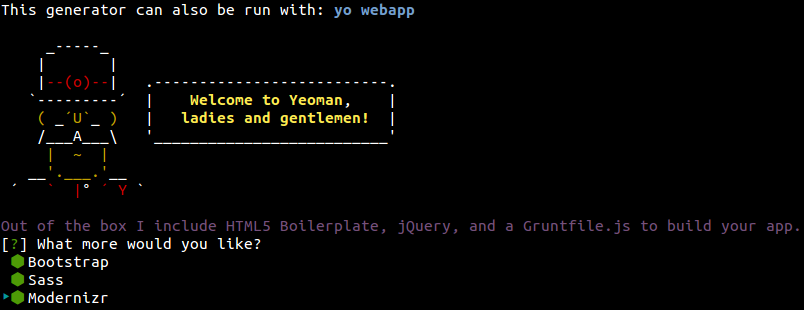 This generator can also be run with: yo webapp
     _-----_
    |       |
    |--(o)--|   .--------------------------.
   `---------´  |    Welcome to Yeoman,    |
    ( _´U`_ )   |   ladies and gentlemen!  |
    /___A___\   '__________________________'
     |  ~  |
   __'.___.'__
 ´   `  |° ´ Y `
Out of the box I include HTML5 Boilerplate, jQuery, and a Gruntfile.js to build your app.
[?] What more would you like?
⬢ Bootstrap
⬢ Sass
‣⬢ Modernizr